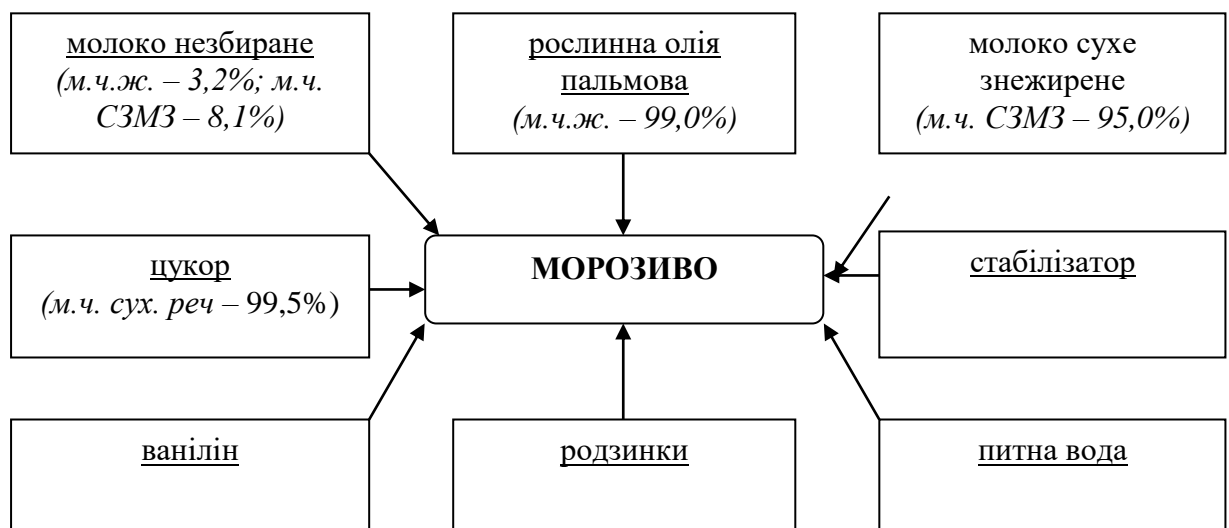 молоко незбиране
(м.ч.ж. – 3,2%; м.ч.
СЗМЗ – 8,1%)
рослинна олія
пальмова
(м.ч.ж. – 99,0%)
молоко сухе
знежирене
(м.ч. СЗМЗ – 95,0%)
цукор
(м.ч. сух. реч – 99,5%)
МОРОЗИВО
стабілізатор
ванілін
родзинки
питна вода